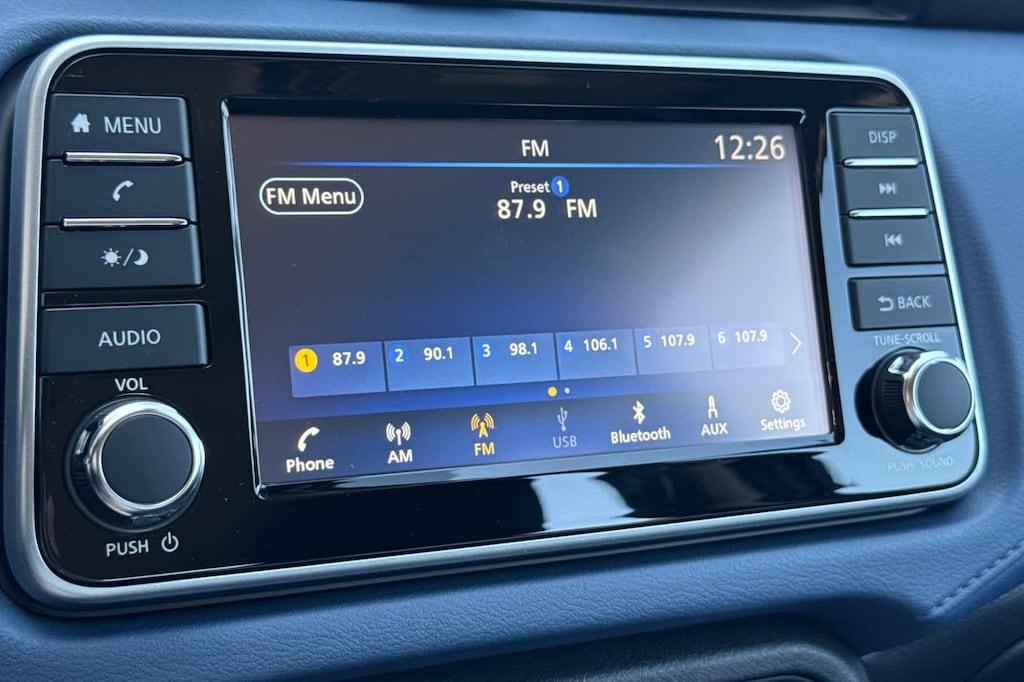 MENU
AUDIO
VOL
PUSH
FM
12:26
FM Menu
Preset 1
87.9 FM
1 87.9
2 90.1
3 98.1
4 106.1
5 107.9
6 107.9
Phone
AM
FM
USB
Bluetooth
AUX
Settings
DISP
BACK
TUNE-SCROLL
PUSH SOUND